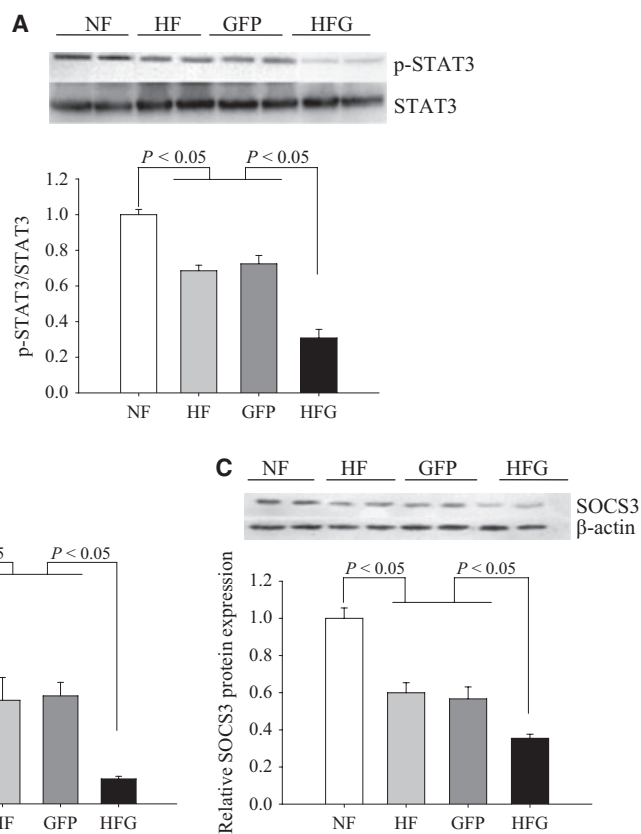 A
NF HF GFP HFG
p-STAT3
STAT3
P < 0.05 P < 0.05
p-STAT3/STAT3
1.2
1.0
0.8
0.6
0.4
0.2
0.0
NF HF GFP HFG
C
NF HF GFP HFG
SOCS3
β-actin
P < 0.05
GFP HFG
P < 0.05 P < 0.05
Relative SOCS3 protein expression
1.2
1.0
0.8
0.6
0.4
0.2
0.0
NF HF GFP HFG